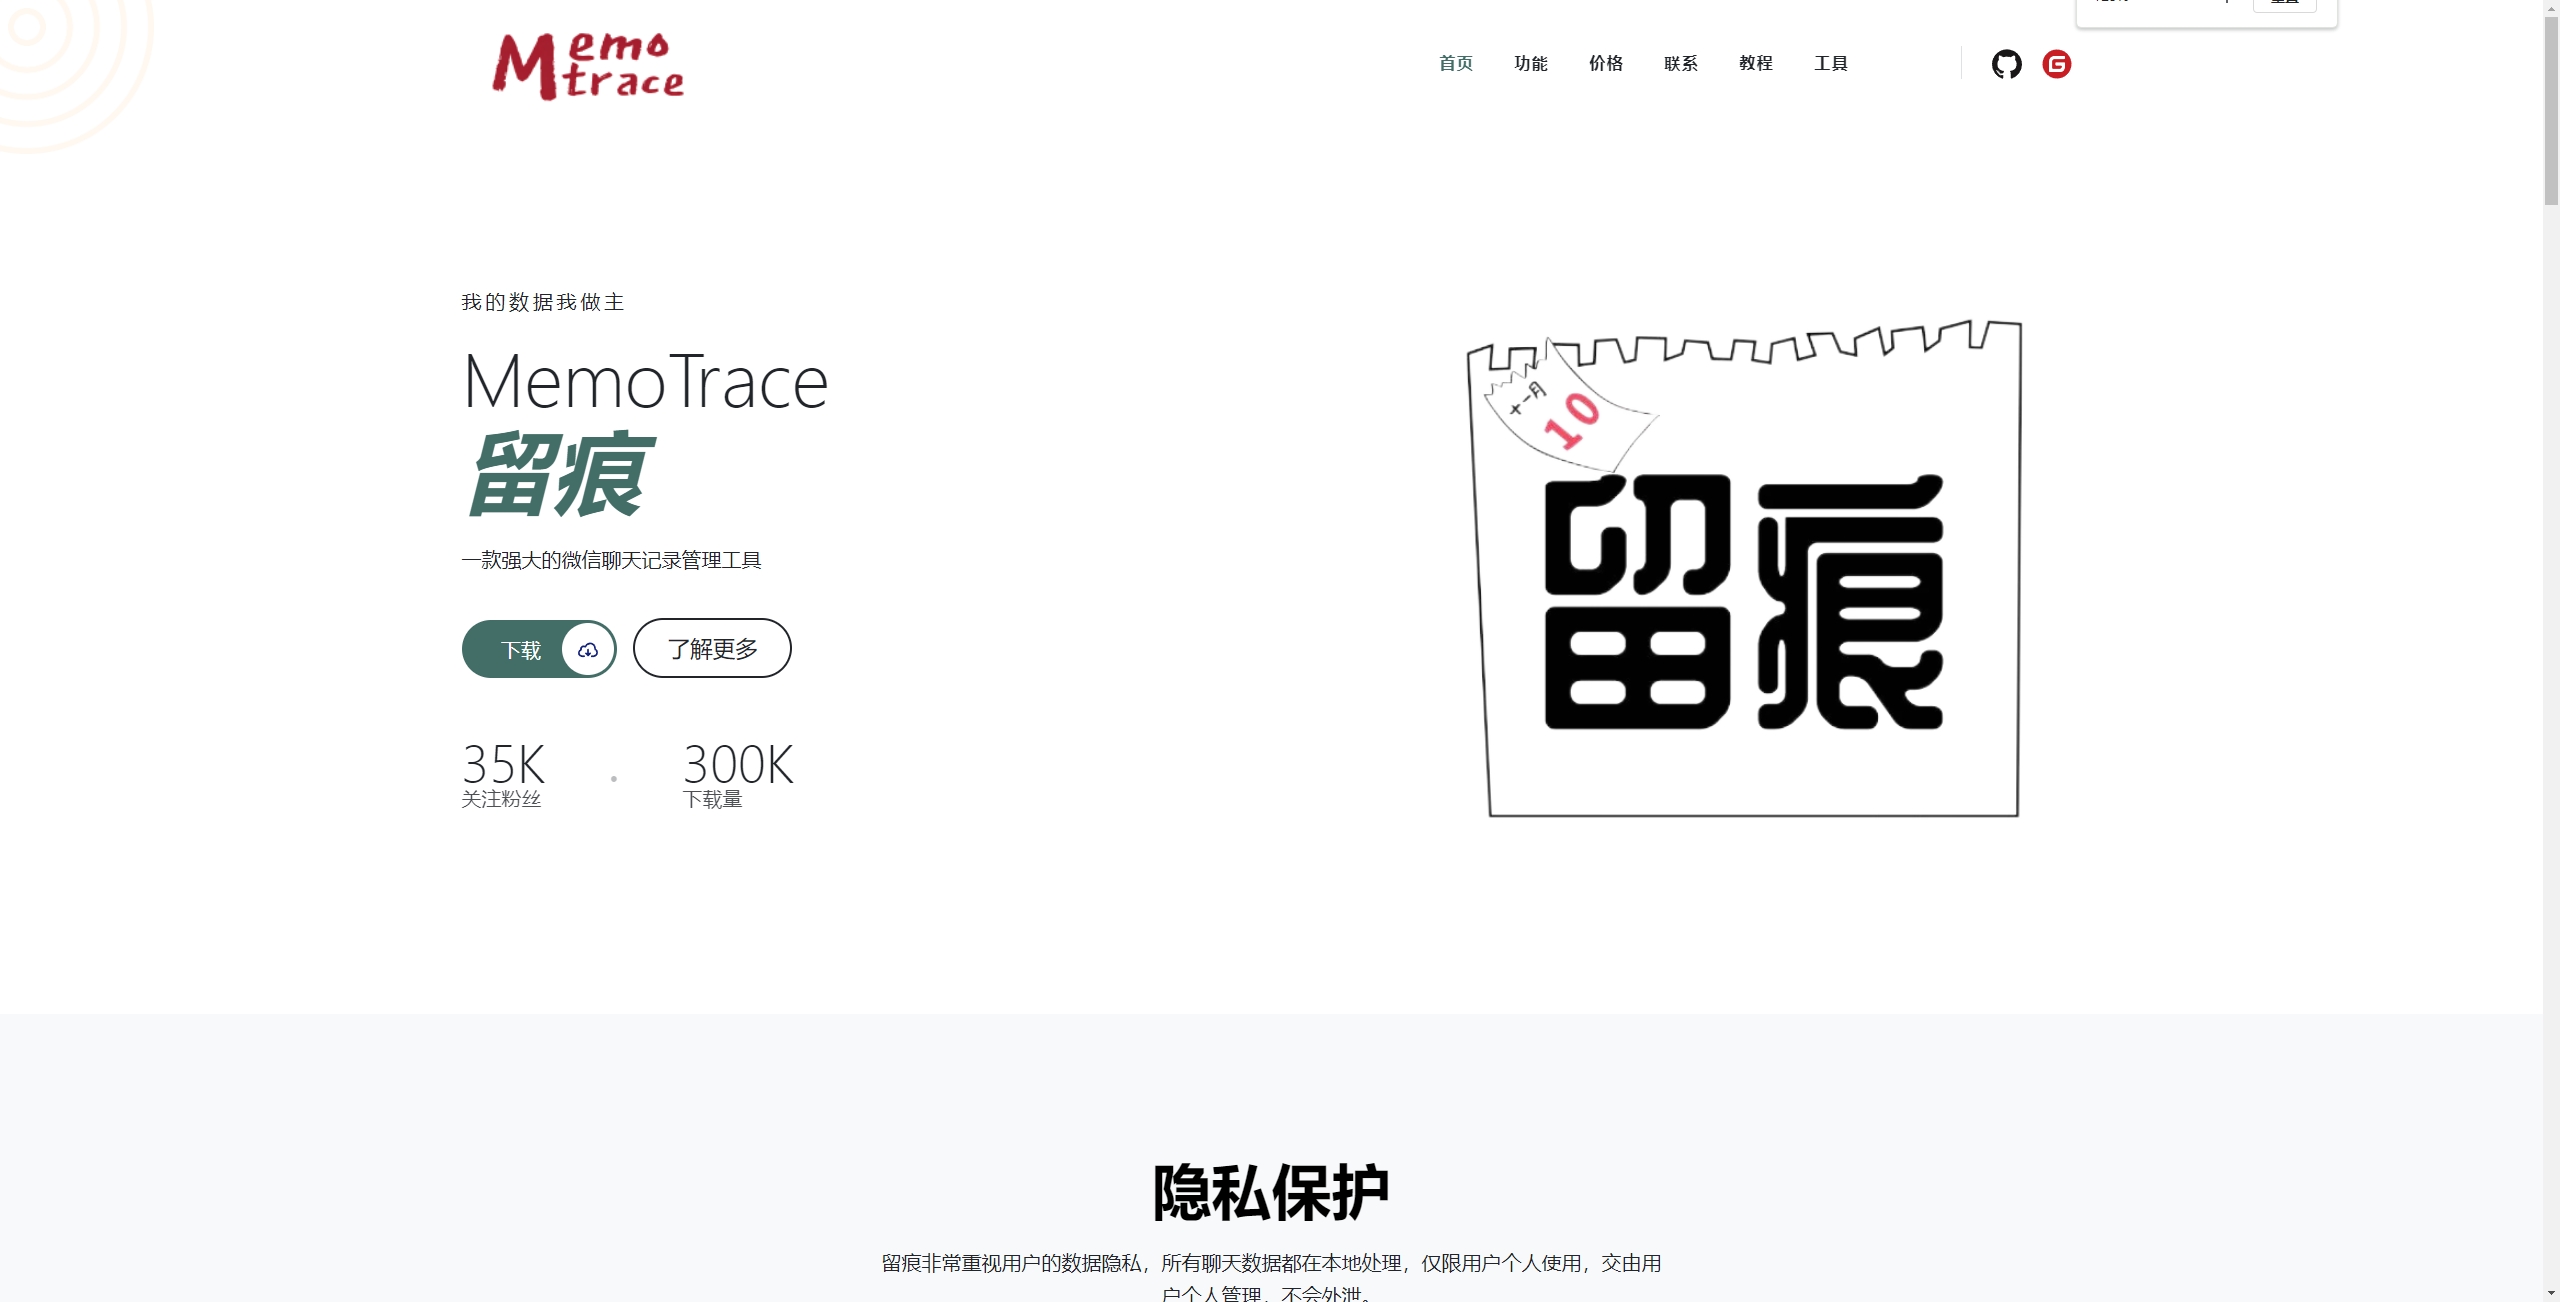 Memo
trace
首页 功能 价格 联系 教程 工具
我的数据我做主
MemoTrace
留痕
一款强大的微信聊天记录管理工具
下载 了解更多
35K 300K
关注粉丝 下载量
十一月
10
留痕
隐私保护
留痕非常重视用户的数据隐私，所有聊天数据都在本地处理，仅限用户个人使用，交由用
户个人管理，不会外泄。